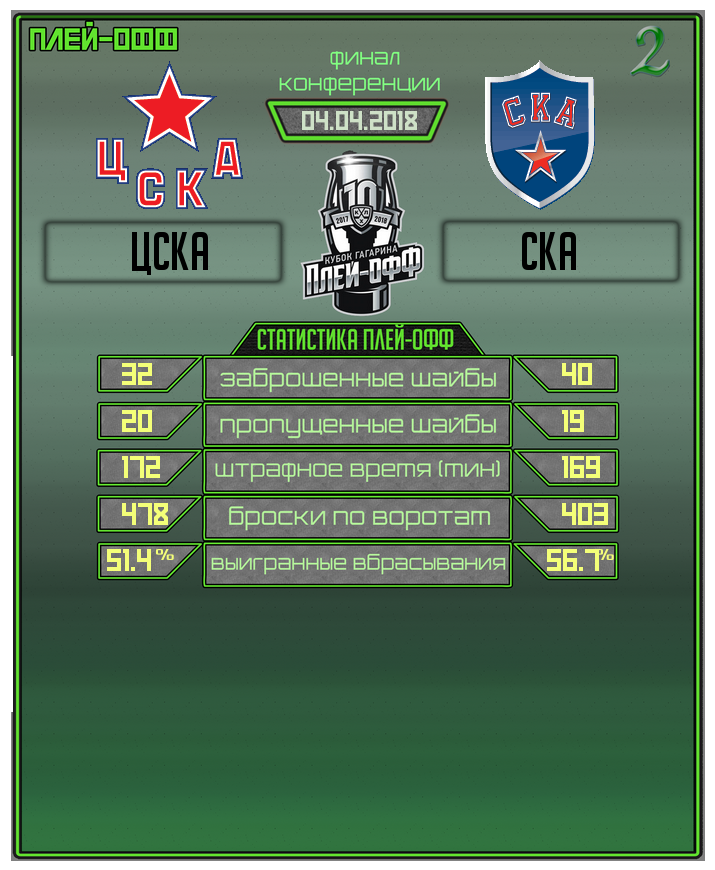 ПЛЕЙ-ОФФ
2
финал
конференции
04.04.2018
ЦСКА
СКА
10
2017 КХЛ 2018
КУБОК ГАГАРИНА
ПЛЕЙ-ОФФ
ЦСКА
СКА
СТАТИСТИКА ПЛЕЙ-ОФФ
32 заброшенные шайбы 40
20 пропущенные шайбы 19
172 штрафное время (мин) 169
478 броски по воротам 403
51.4% выигранные вбрасывания 56.7%